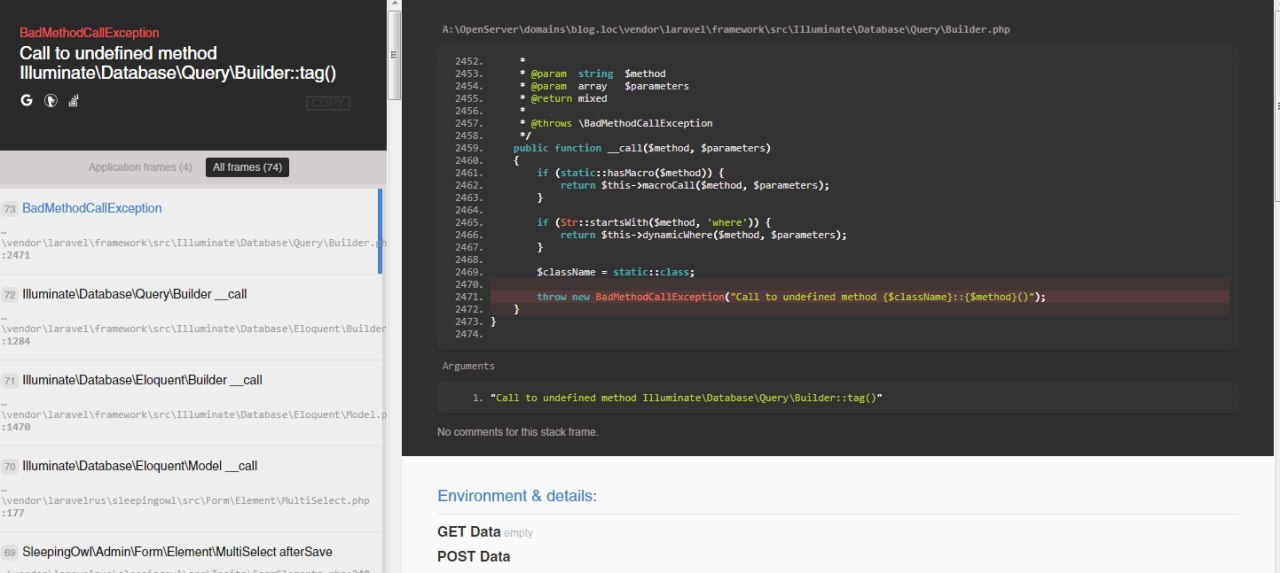 BadMethodCallException
Call to undefined method
Illuminate\Database\Query\Builder::tag()
COPY
Application frames (4)
All frames (74)
73 BadMethodCallException
…
\vendor\laravel\framework\src\Illuminate\Database\Query\Builder.ph
:2471
72 Illuminate\Database\Query\Builder __call
…
\vendor\laravel\framework\src\Illuminate\Database\Eloquent\Builder
:1284
71 Illuminate\Database\Eloquent\Builder __call
…
\vendor\laravel\framework\src\Illuminate\Database\Eloquent\Model.p
:1470
70 Illuminate\Database\Eloquent\Model __call
…
\vendor\laravelrus\sleepingowl\src\Form\Element\MultiSelect.php
:177
69 SleepingOwl\Admin\Form\Element\MultiSelect afterSave
A:\OpenServer\domains\blog.loc\vendor\laravel\framework\src\Illuminate\Database\Query\Builder.php
2452. *
2453. * @param string $method
2454. * @param array $parameters
2455. * @return mixed
2456. *
2457. * @throws \BadMethodCallException
2458. */
2459. public function __call($method, $parameters)
2460. {
2461. if (static::hasMacro($method)) {
2462. return $this->macroCall($method, $parameters);
2463. }
2464.
2465. if (Str::startsWith($method, 'where')) {
2466. return $this->dynamicWhere($method, $parameters);
2467. }
2468.
2469. $className = static::class;
2470.
2471. throw new BadMethodCallException("Call to undefined method {$className}::{$method}()");
2472. }
2473. }
2474.
Arguments
1. "Call to undefined method Illuminate\Database\Query\Builder::tag()"
No comments for this stack frame.
Environment & details:
GET Data empty
POST Data